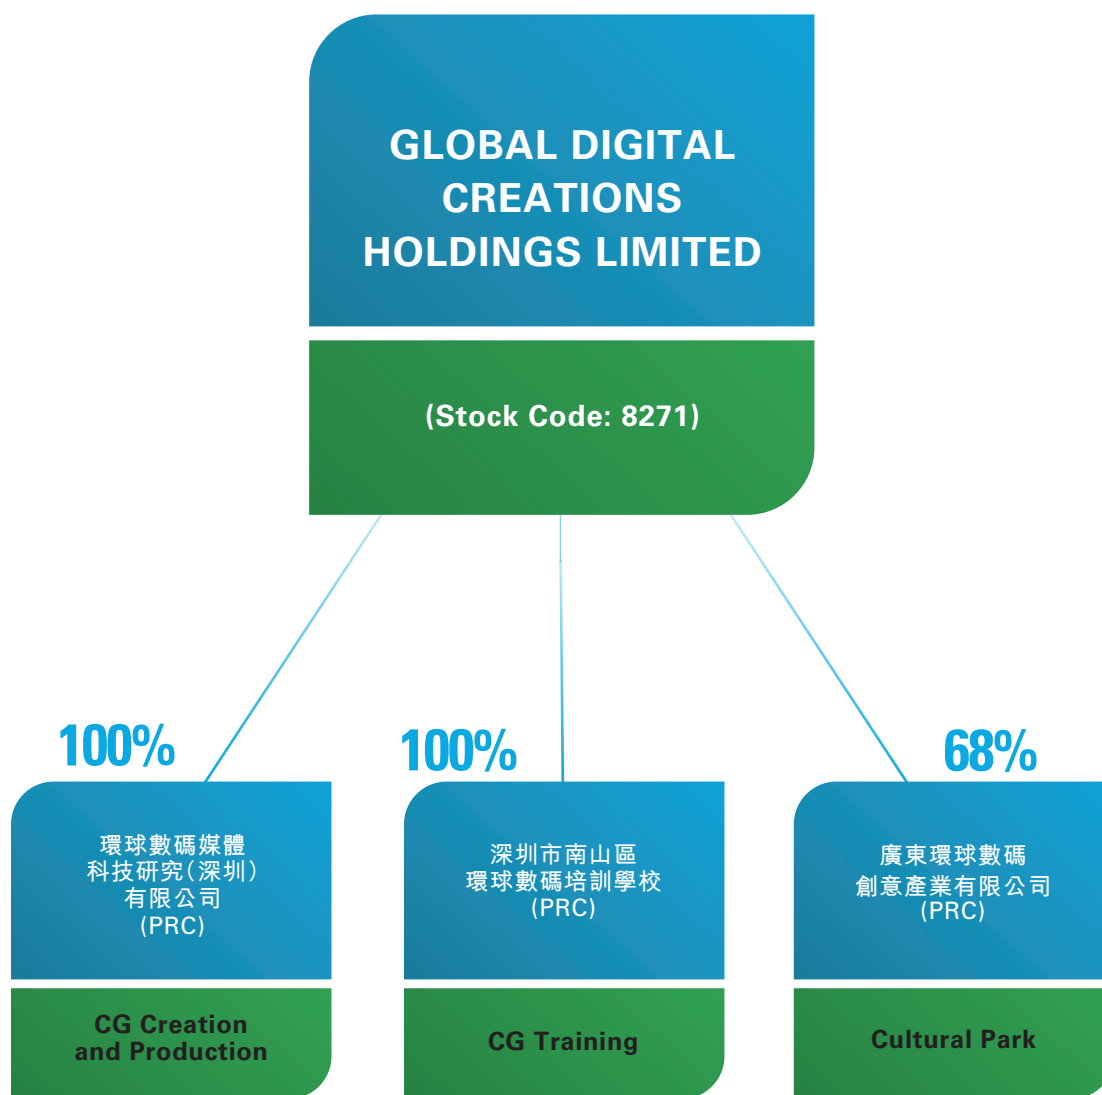 GLOBAL DIGITAL
CREATIONS
HOLDINGS LIMITED
(Stock Code: 8271)
100%
環球數碼媒體
科技研究（深圳）
有限公司
(PRC)
CG Creation
and Production
100%
深圳市南山區
環球數碼培訓學校
(PRC)
CG Training
68%
廣東環球數碼
創意產業有限公司
(PRC)
Cultural Park